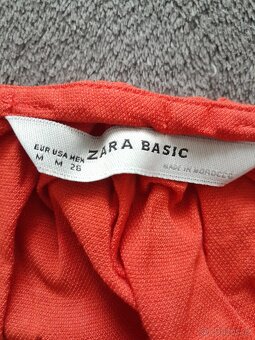 EUR USA MEX
M M 28
ZARA BASIC
MADE IN MOROCCO